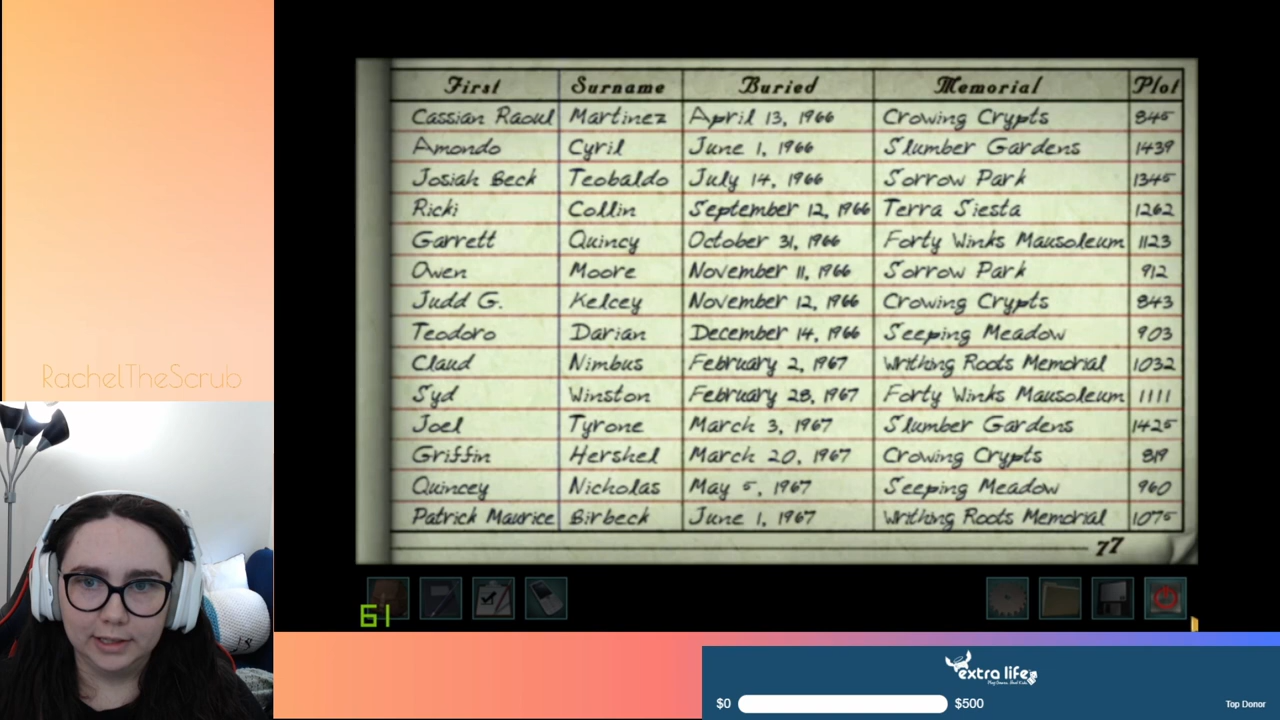 First Surname Buried Memorial Plot
Cassian Raoul Martinez April 13, 1966 Crowing Crypts 845
Amondo Cyril June 1, 1966 Slumber Gardens 1439
Josiah Beck Teobaldo July 14, 1966 Sorrow Park 1345
Ricki Collin September 12, 1966 Terra Siesta 1262
Garrett Quincy October 31, 1966 Forty Winks Mausoleum 1123
Owen Moore November 11, 1966 Sorrow Park 912
Judd G. Kelcey November 12, 1966 Crowing Crypts 843
Teodoro Darian December 14, 1966 Seeping Meadow 903
Claud Nimbus February 2, 1967 Writhing Roots Memorial 1032
Syd Winston February 28, 1967 Forty Winks Mausoleum 1111
Joel Tyrone March 3, 1967 Slumber Gardens 1425
Griffin Hershel March 20, 1967 Crowing Crypts 819
Quincey Nicholas May 5, 1967 Seeping Meadow 960
Patrick Maurice Birbeck June 1, 1967 Writhing Roots Memorial 1075
77
RachelTheScrub
61
extra life
$0 $500
Top Donor